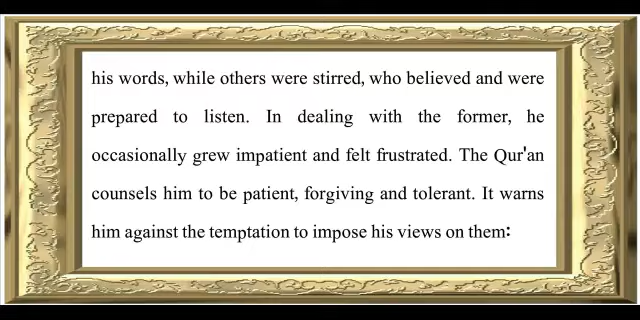 his words, while others were stirred, who believed and were
prepared to listen. In dealing with the former, he
occasionally grew impatient and felt frustrated. The Qur'an
counsels him to be patient, forgiving and tolerant. It warns
him against the temptation to impose his views on them: